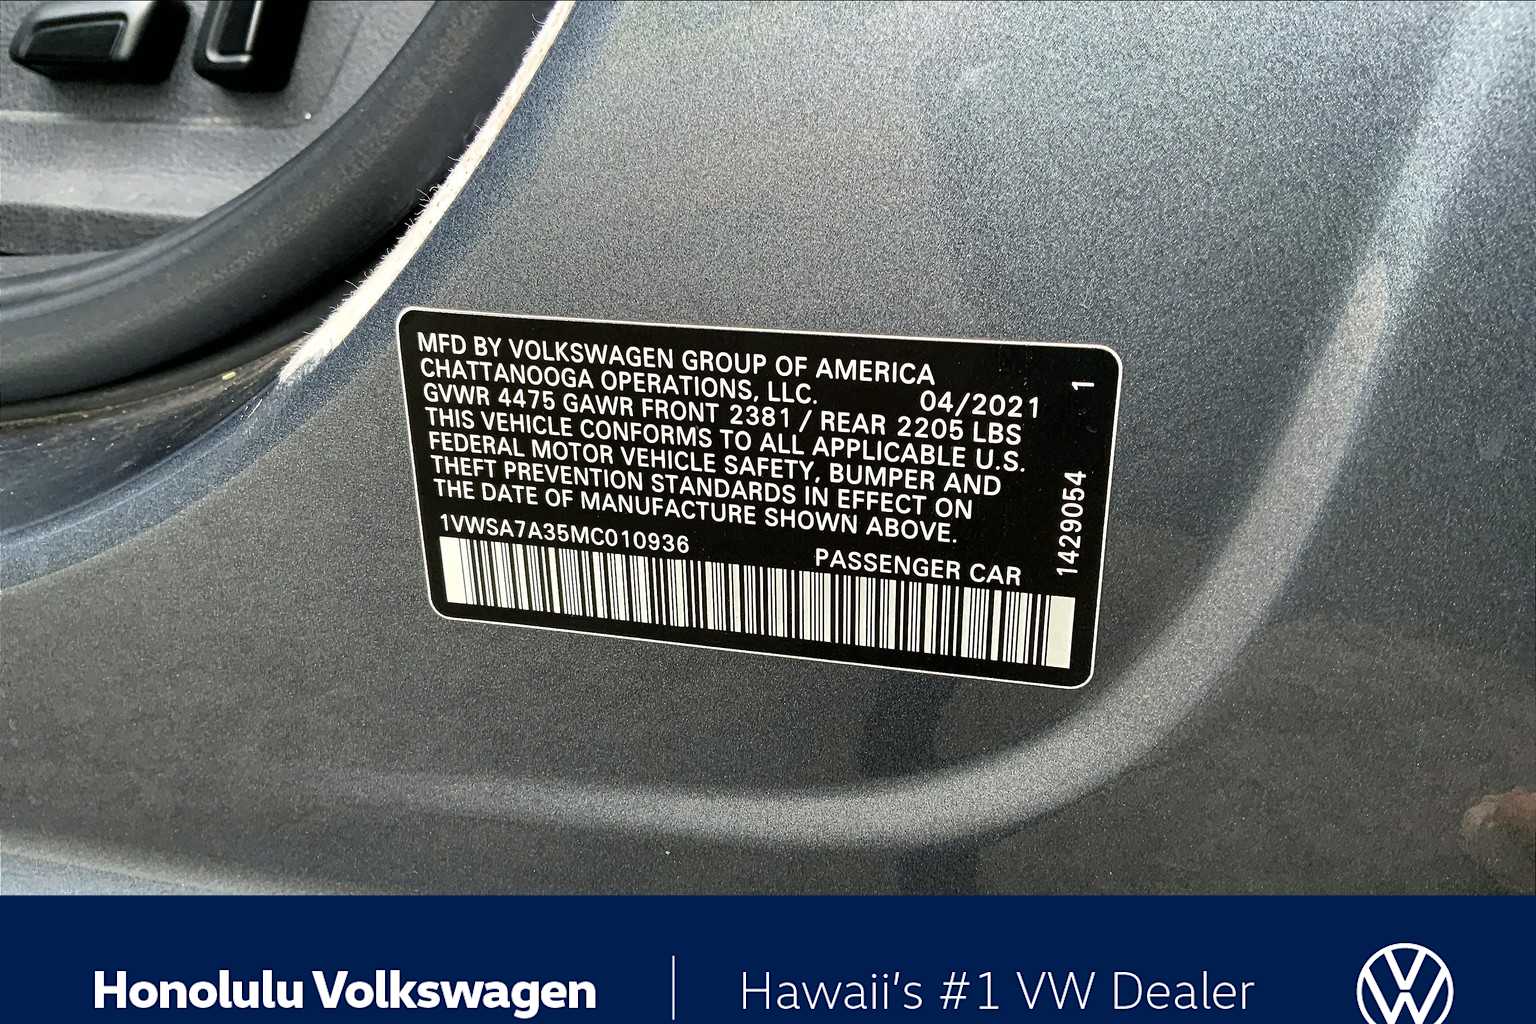 MFD BY VOLKSWAGEN GROUP OF AMERICA
CHATTANOOGA OPERATIONS, LLC.
04/2021
1
GVWR 4475 GAWR FRONT 2381 / REAR 2205 LBS
THIS VEHICLE CONFORMS TO ALL APPLICABLE U.S.
FEDERAL MOTOR VEHICLE SAFETY, BUMPER AND
THEFT PREVENTION STANDARDS IN EFFECT ON
THE DATE OF MANUFACTURE SHOWN ABOVE.
1429054
1VWSA7A35MC010936
PASSENGER CAR
Honolulu Volkswagen
Hawaii's #1 VW Dealer